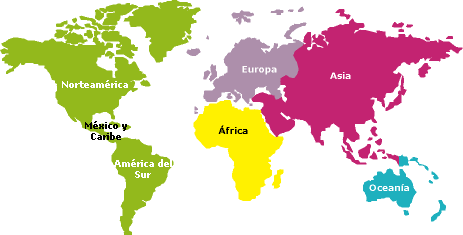 Norteamérica
Europa
Asia
México y
Caribe
África
América del
Sur
Oceanía